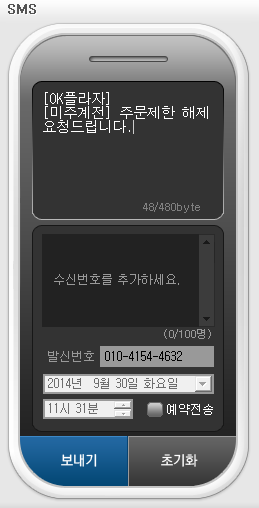 SMS
[OK플라자]
[미주계전] 주문제한 해제
요청드립니다.
48/480byte
수신번호를 추가하세요.
(0/100명)
발신번호 010-4154-4632
2014년 9월 30일 화요일
11시 31분 예약전송
보내기 초기화